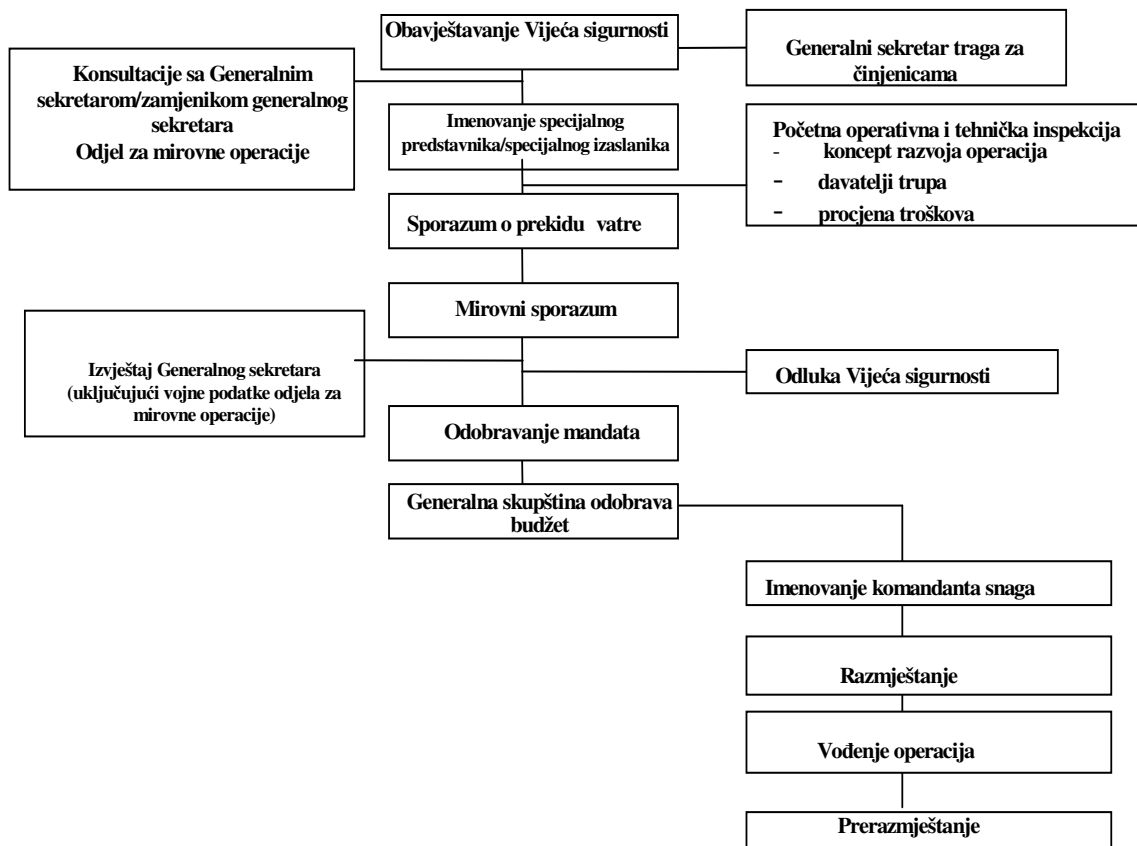 Obavještavanje Vijeća sigurnosti
Generalni sekretar traga za
činjenicama
Konsultacije sa Generalnim
sekretarom/zamjenikom generalnog
sekretara
Odjel za mirovne operacije
Imenovanje specijalnog
predstavnika/specijalnog izaslanika
Početna operativna i tehnička inspekcija
- koncept razvoja operacija
- davatelji trupa
- procjena troškova
Sporazum o prekidu vatre
Mirovni sporazum
Izvještaj Generalnog sekretara
(uključujući vojne podatke odjela za
mirovne operacije)
Odluka Vijeća sigurnosti
Odobravanje mandata
Generalna skupština odobrava
budžet
Imenovanje komandanta snaga
Razmještanje
Vođenje operacija
Prerazmještanje